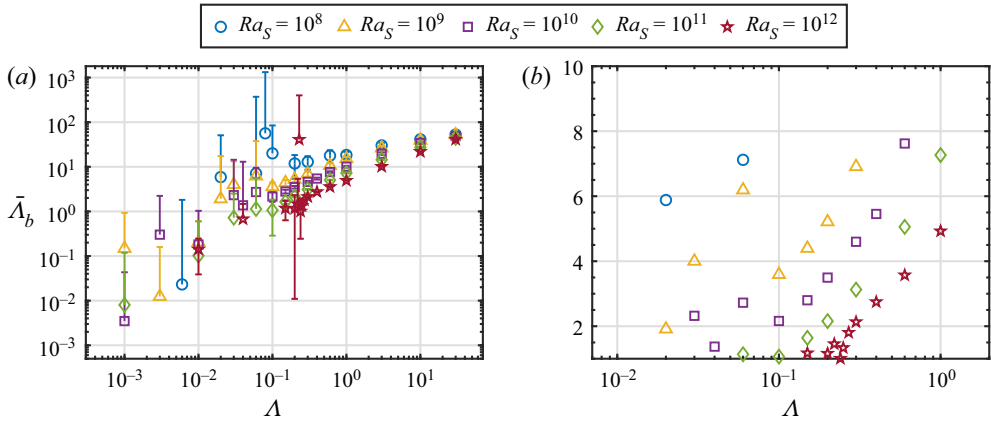 Ra_S = 10^8 Ra_S = 10^9 Ra_S = 10^10 Ra_S = 10^11 Ra_S = 10^12
(a) (b)
10^3
10^2
10^1
10^0
10^−1
10^−2
10^−3
Λ̄_b
10^−3 10^−2 10^−1 10^0 10^1
Λ
10
8
6
4
2
10^−2 10^−1 10^0
Λ